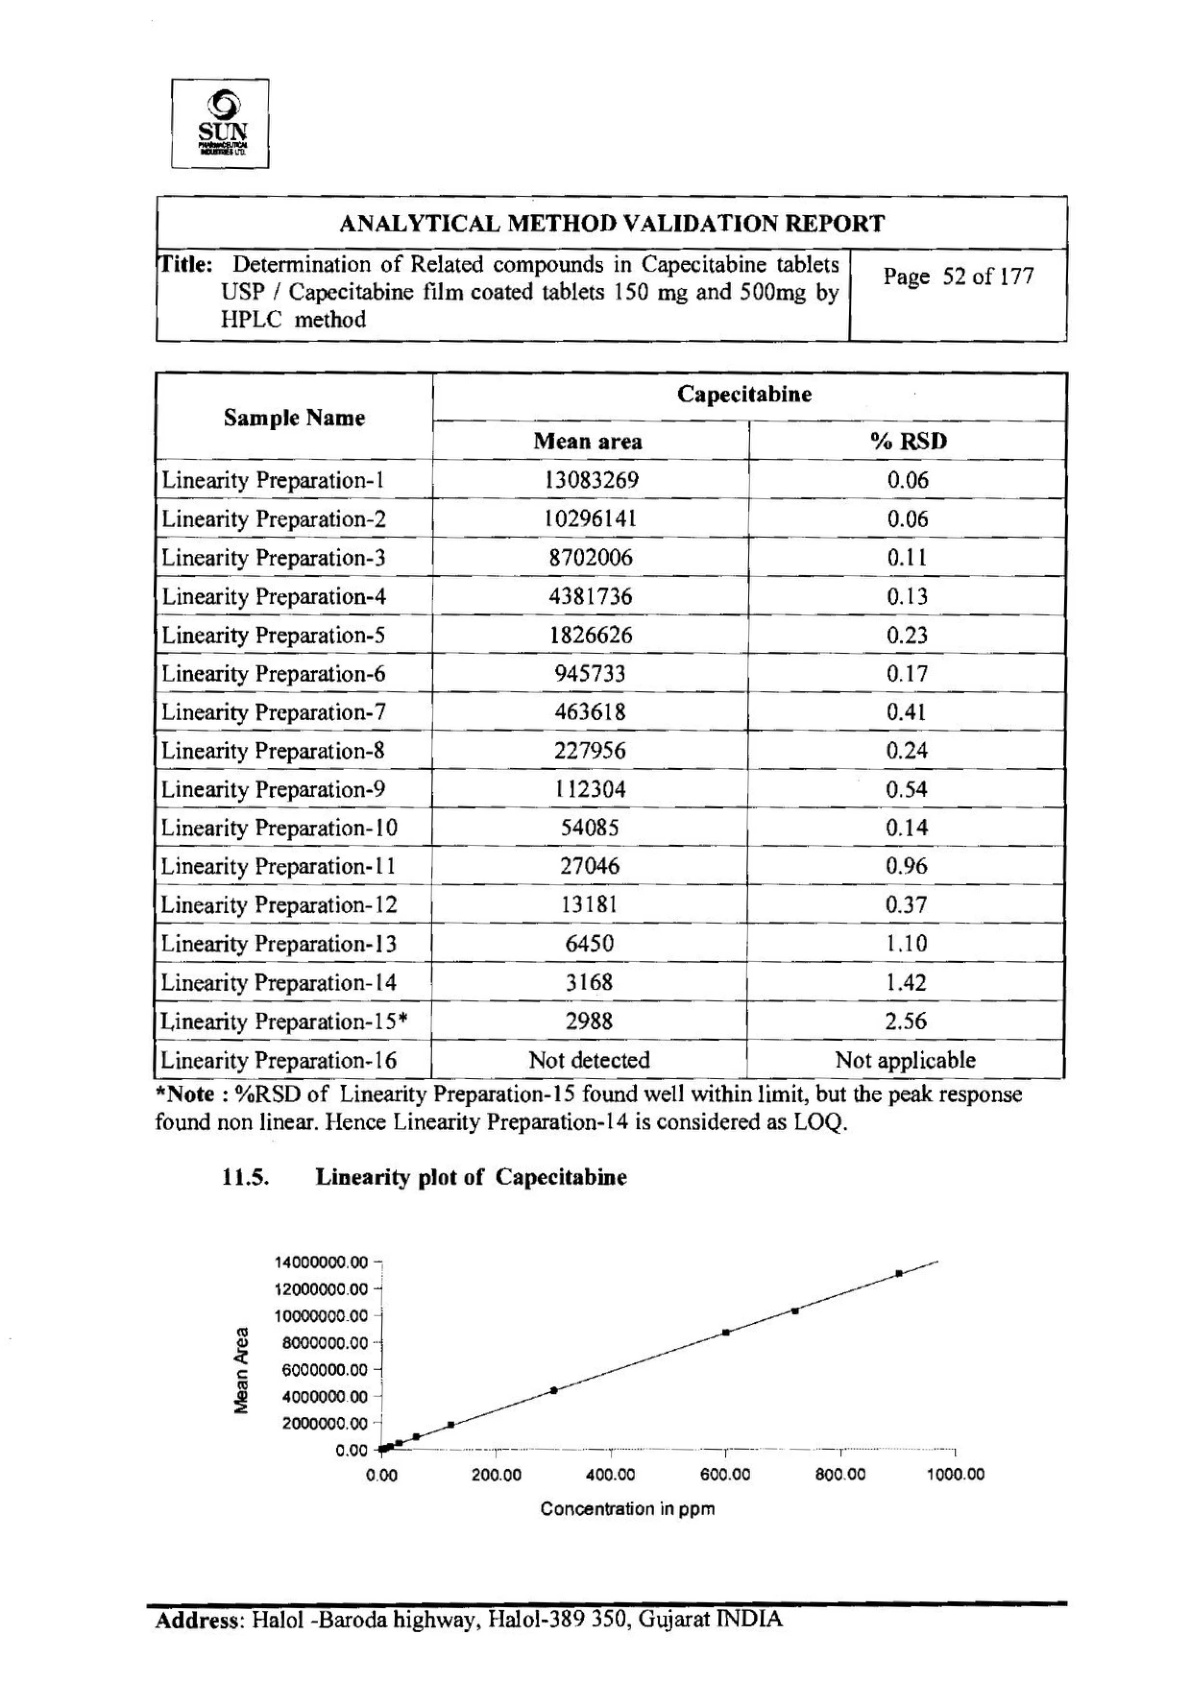 SUN
PHARMACEUTICAL
INDUSTRIES LTD.
ANALYTICAL METHOD VALIDATION REPORT
Title: Determination of Related compounds in Capecitabine tablets
USP / Capecitabine film coated tablets 150 mg and 500mg by
HPLC method
Page 52 of 177
Sample Name
Capecitabine
Mean area
% RSD
Linearity Preparation-1 13083269 0.06
Linearity Preparation-2 10296141 0.06
Linearity Preparation-3 8702006 0.11
Linearity Preparation-4 4381736 0.13
Linearity Preparation-5 1826626 0.23
Linearity Preparation-6 945733 0.17
Linearity Preparation-7 463618 0.41
Linearity Preparation-8 227956 0.24
Linearity Preparation-9 112304 0.54
Linearity Preparation-10 54085 0.14
Linearity Preparation-11 27046 0.96
Linearity Preparation-12 13181 0.37
Linearity Preparation-13 6450 1.10
Linearity Preparation-14 3168 1.42
Linearity Preparation-15* 2988 2.56
Linearity Preparation-16 Not detected Not applicable
*Note : %RSD of Linearity Preparation-15 found well within limit, but the peak response
found non linear. Hence Linearity Preparation-14 is considered as LOQ.
11.5. Linearity plot of Capecitabine
Mean Area
14000000.00
12000000.00
10000000.00
8000000.00
6000000.00
4000000.00
2000000.00
0.00
0.00 200.00 400.00 600.00 800.00 1000.00
Concentration in ppm
Address: Halol -Baroda highway, Halol-389 350, Gujarat INDIA